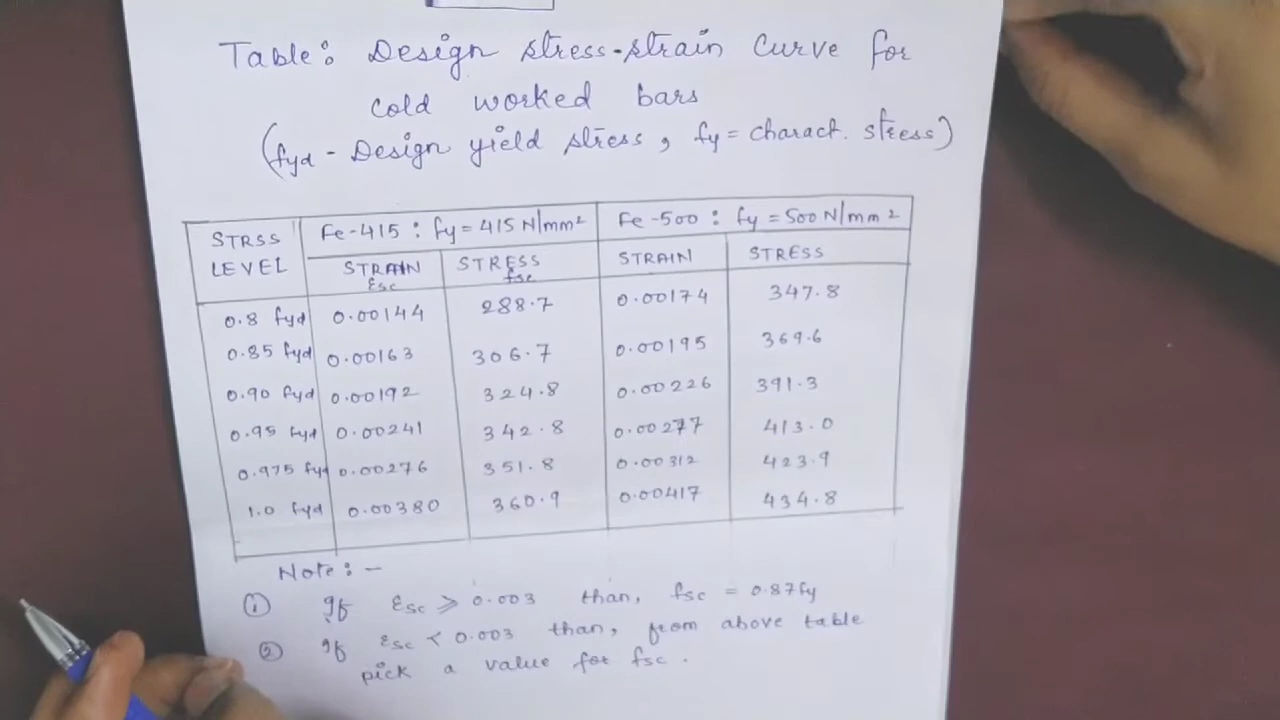 Table: Design stress-strain curve for
cold worked bars
(fyd - Design yield stress, fy = charact. stress)
STRSS LEVEL | Fe-415 : fy = 415 N/mm² | Fe-500 : fy = 500 N/mm²
STRAIN εsc | STRESS fsc | STRAIN | STRESS
0.8 fyd | 0.00144 | 288.7 | 0.00174 | 347.8
0.85 fyd | 0.00163 | 306.7 | 0.00195 | 369.6
0.90 fyd | 0.00192 | 324.8 | 0.00226 | 391.3
0.95 fyd | 0.00241 | 342.8 | 0.00277 | 413.0
0.975 fyd | 0.00276 | 351.8 | 0.00312 | 423.9
1.0 fyd | 0.00380 | 360.9 | 0.00417 | 434.8
Note :-
① If εsc ⩾ 0.003 than, fsc = 0.87fy
② If εsc < 0.003 than, from above table
pick a value for fsc.